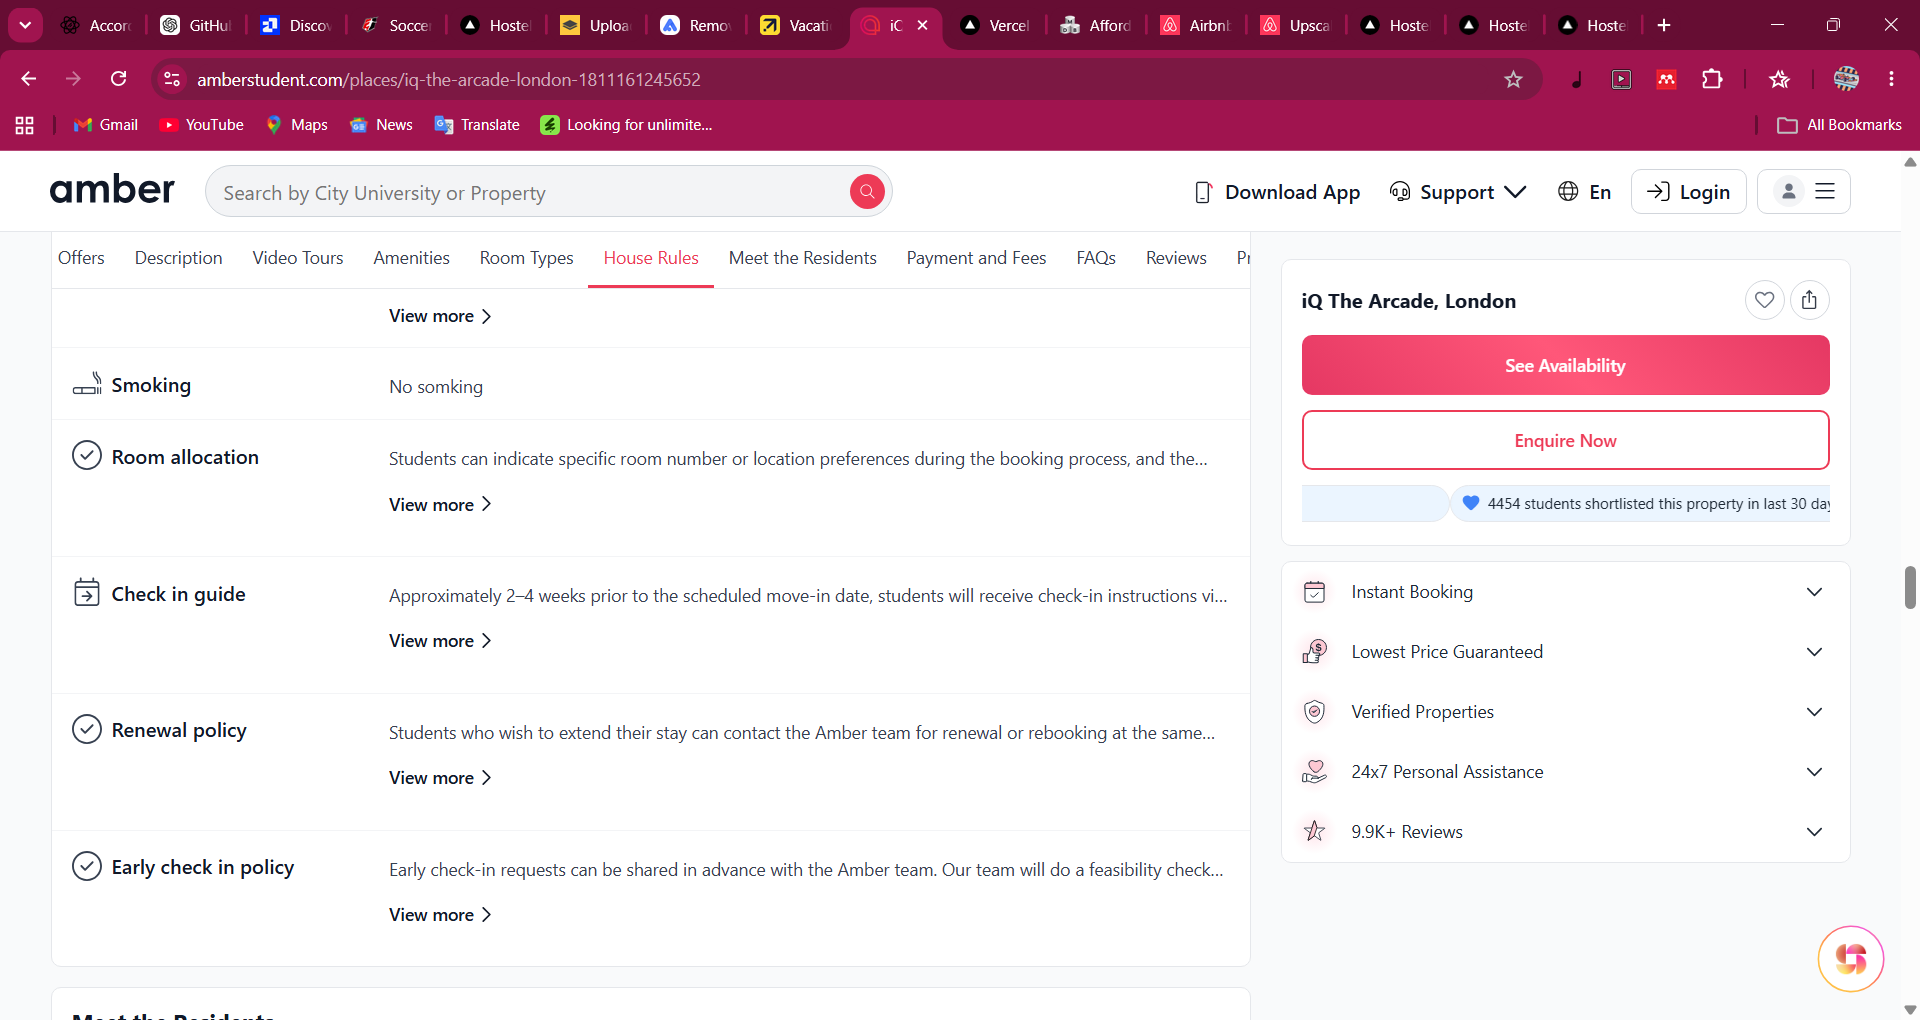 Accor
GitHu
Disco
Soccer
Hostel
Uploa
Remo
Vacati
iQ
Vercel
Afford
Airbnb
Upsca
Hoste
Hoste
Hoste
amberstudent.com/places/iq-the-arcade-london-1811161245652
Gmail
YouTube
Maps
News
Translate
Looking for unlimite...
All Bookmarks
amber
Search by City University or Property
Download App
Support
En
Login
Offers
Description
Video Tours
Amenities
Room Types
House Rules
Meet the Residents
Payment and Fees
FAQs
Reviews
Pr
View more
Smoking
No somking
Room allocation
Students can indicate specific room number or location preferences during the booking process, and the...
View more
Check in guide
Approximately 2–4 weeks prior to the scheduled move-in date, students will receive check-in instructions vi...
View more
Renewal policy
Students who wish to extend their stay can contact the Amber team for renewal or rebooking at the same...
View more
Early check in policy
Early check-in requests can be shared in advance with the Amber team. Our team will do a feasibility check...
View more
Meet the Residents
iQ The Arcade, London
See Availability
Enquire Now
4454 students shortlisted this property in last 30 day
Instant Booking
Lowest Price Guaranteed
Verified Properties
24x7 Personal Assistance
9.9K+ Reviews